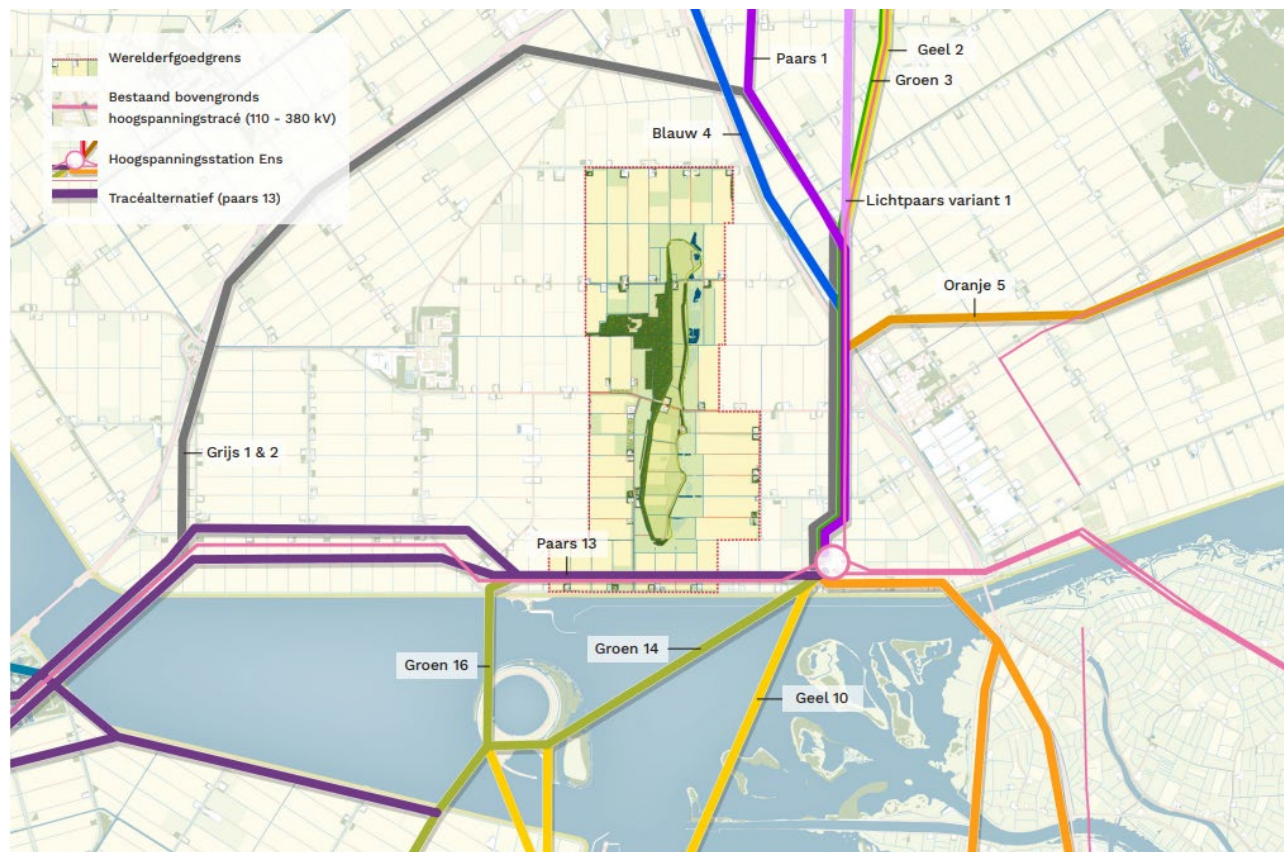 Werelderfgoedgrens
Bestaand bovengronds
hoogspanningstracé (110 - 380 kV)
Hoogspanningsstation Ens
Tracéalternatief (paars 13)
Paars 1
Geel 2
Groen 3
Blauw 4
Lichtpaars variant 1
Oranje 5
Grijs 1 & 2
Paars 13
Groen 14
Groen 16
Geel 10